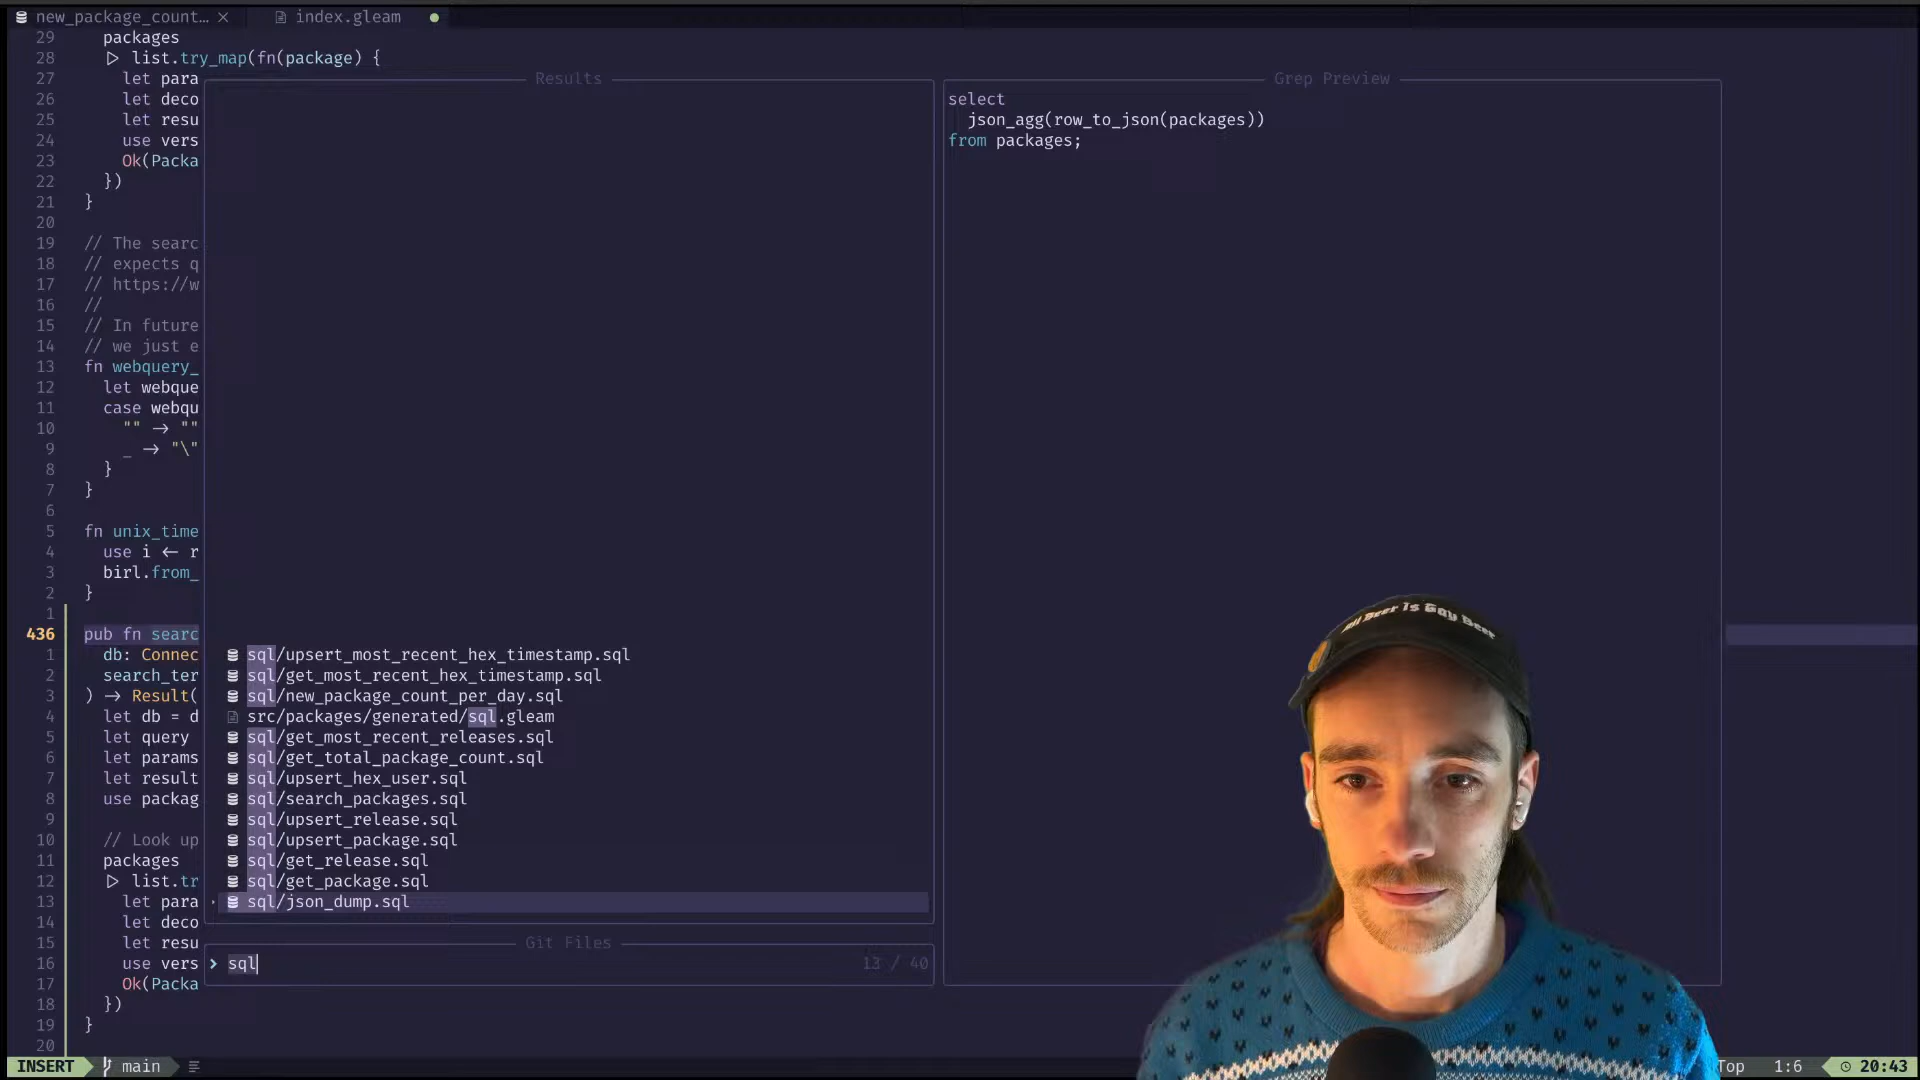 new_package_count… × index.gleam ●
29 packages
28 ▷ list.try_map(fn(package) {
27 let para
26 let deco
25 let resu
24 use vers
23 Ok(Packa
22 })
21 }
20
19 // The searc
18 // expects q
17 // https://w
16 //
15 // In future
14 // we just e
13 fn webquery_
12 let webque
11 case webqu
10 "" → ""
9 _ → "\"
8 }
7 }
6
5 fn unix_time
4 use i ← r
3 birl.from_
2 }
1
436 pub fn searc
1 db: Connec
2 search_ter
3 ) → Result(
4 let db = d
5 let query
6 let params
7 let result
8 use packag
9
10 // Look up
11 packages
12 ▷ list.tr
13 let para
14 let deco
15 let resu
16 use vers
17 Ok(Packa
18 })
19 }
20
Results
sql/upsert_most_recent_hex_timestamp.sql
sql/get_most_recent_hex_timestamp.sql
sql/new_package_count_per_day.sql
src/packages/generated/sql.gleam
sql/get_most_recent_releases.sql
sql/get_total_package_count.sql
sql/upsert_hex_user.sql
sql/search_packages.sql
sql/upsert_release.sql
sql/upsert_package.sql
sql/get_release.sql
sql/get_package.sql
sql/json_dump.sql
Git Files
> sql 13 / 40
Grep Preview
select
json_agg(row_to_json(packages))
from packages;
All Beer is Gay Beer
INSERT main Top 1:6 20:43